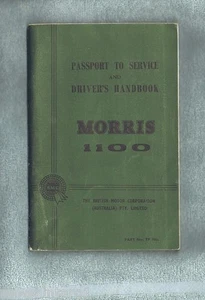 PASSPORT TO SERVICE
AND
DRIVER'S HANDBOOK
MORRIS
1100
THE BRITISH MOTOR CORPORATION
(AUSTRALIA) PTY. LIMITED